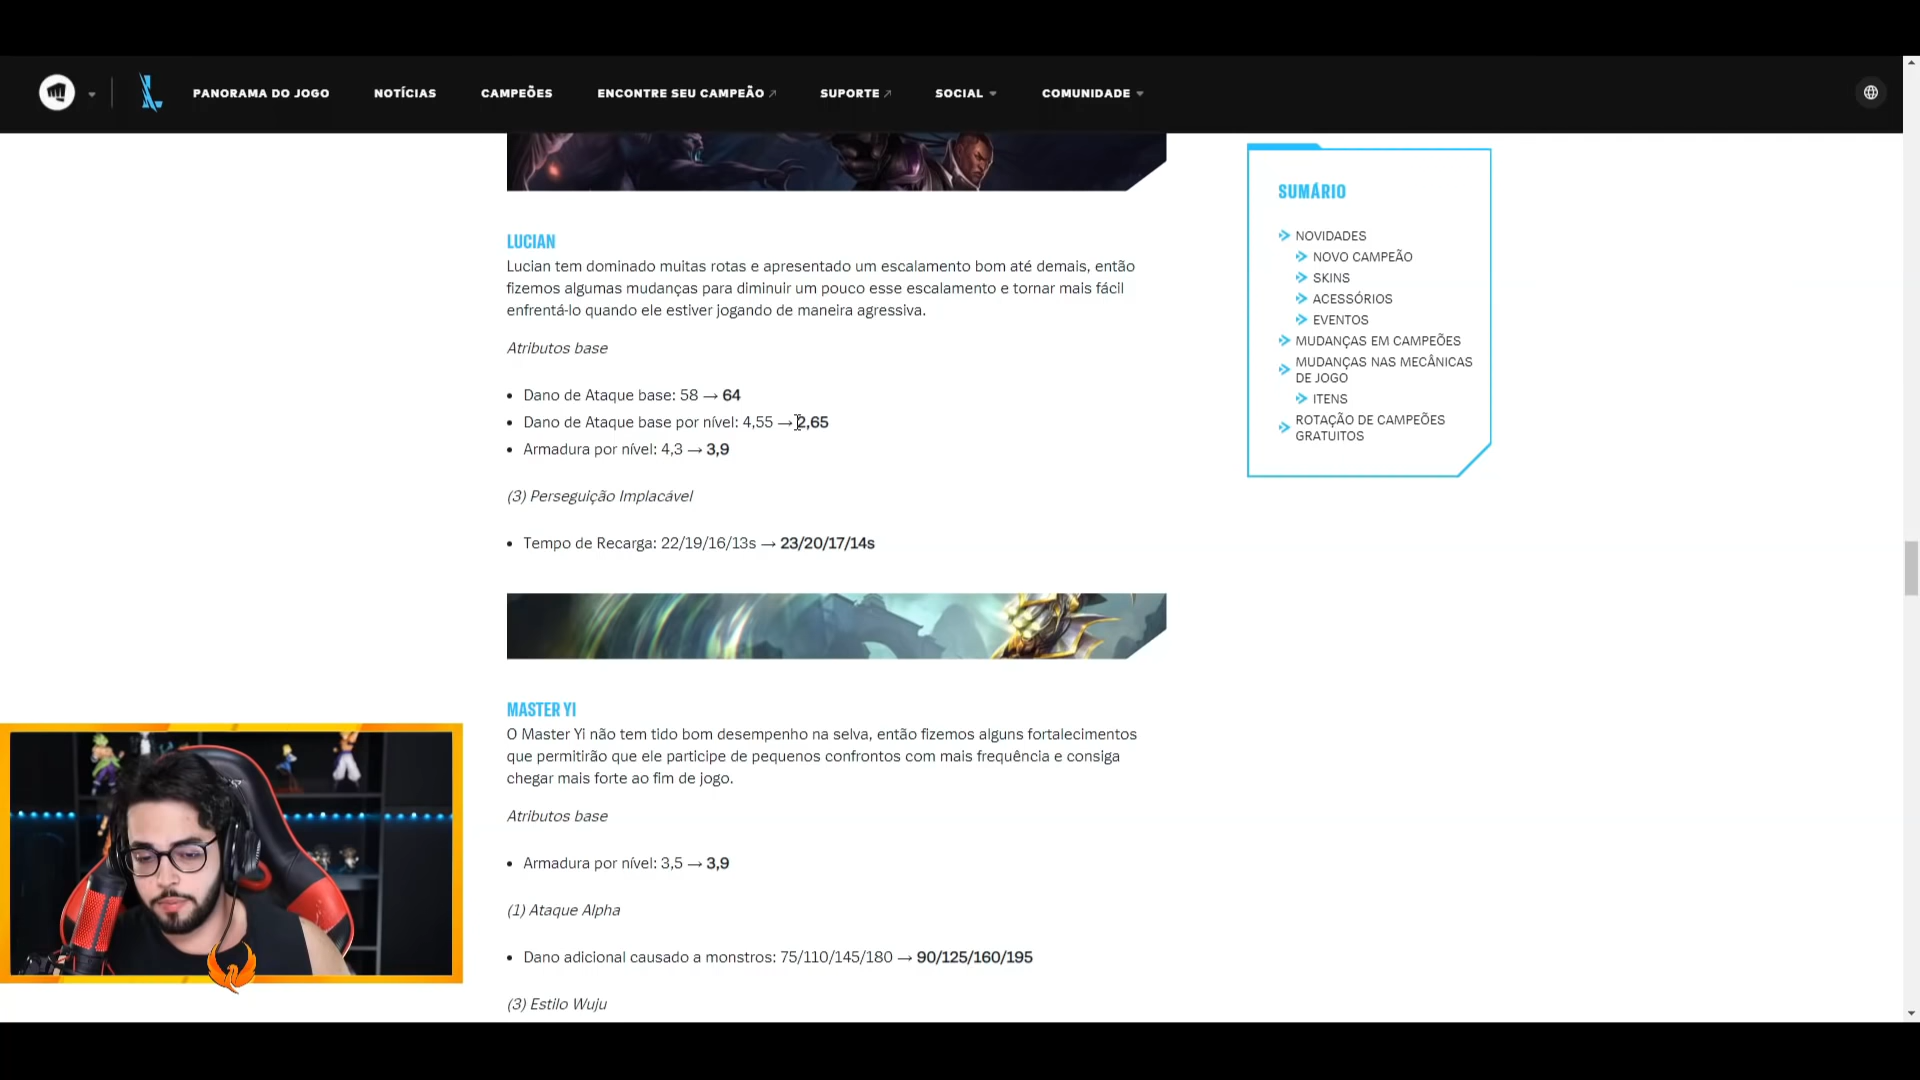 PANORAMA DO JOGO NOTÍCIAS CAMPEÕES ENCONTRE SEU CAMPEÃO SUPORTE SOCIAL COMUNIDADE
LUCIAN
Lucian tem dominado muitas rotas e apresentado um escalamento bom até demais, então
fizemos algumas mudanças para diminuir um pouco esse escalamento e tornar mais fácil
enfrentá-lo quando ele estiver jogando de maneira agressiva.
Atributos base
• Dano de Ataque base: 58 → 64
• Dano de Ataque base por nível: 4,55 → 2,65
• Armadura por nível: 4,3 → 3,9
(3) Perseguição Implacável
• Tempo de Recarga: 22/19/16/13s → 23/20/17/14s
MASTER YI
O Master Yi não tem tido bom desempenho na selva, então fizemos alguns fortalecimentos
que permitirão que ele participe de pequenos confrontos com mais frequência e consiga
chegar mais forte ao fim de jogo.
Atributos base
• Armadura por nível: 3,5 → 3,9
(1) Ataque Alpha
• Dano adicional causado a monstros: 75/110/145/180 → 90/125/160/195
(3) Estilo Wuju
SUMÁRIO
NOVIDADES
NOVO CAMPEÃO
SKINS
ACESSÓRIOS
EVENTOS
MUDANÇAS EM CAMPEÕES
MUDANÇAS NAS MECÂNICAS
DE JOGO
ITENS
ROTAÇÃO DE CAMPEÕES
GRATUITOS